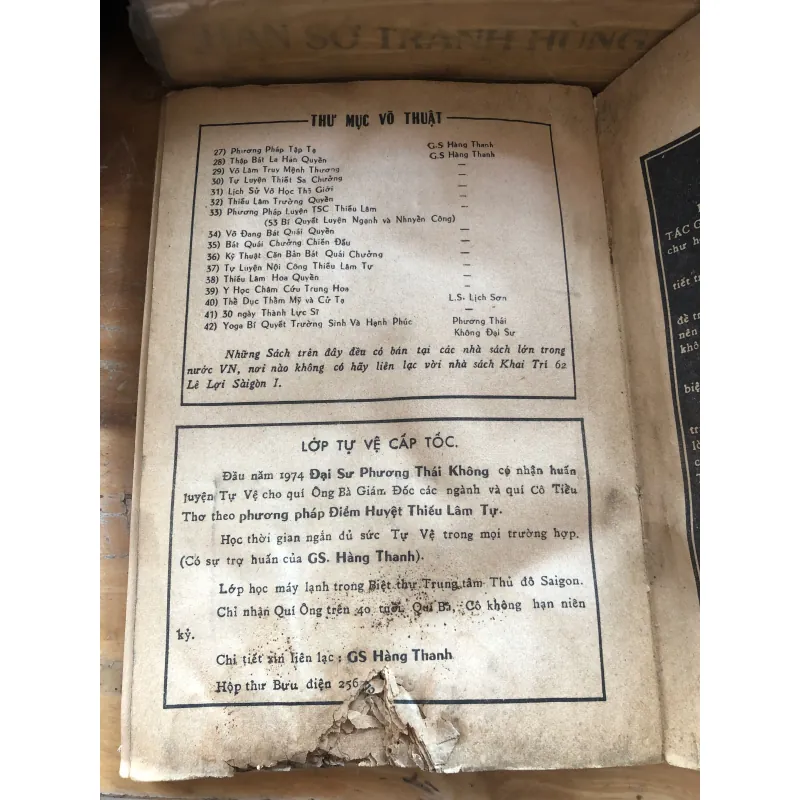 THƯ MỤC VÕ THUẬT
27) Phương Pháp Tập Tạ G.S Hàng Thanh
28) Thập Bát La Hán Quyền G.S Hàng Thanh
29) Võ Lâm Truy Mệnh Thương —
30) Tự Luyện Thiết Sa Chưởng —
31) Lịch Sử Võ Học Thế Giới —
32) Thiếu Lâm Trường Quyền —
33) Phương Pháp Luyện TSC Thiếu Lâm —
(53 Bí Quyết Luyện Ngạnh và Nhnyễn Công)
34) Võ Đang Bát Quái Quyền —
35) Bát Quái Chưởng Chiến Đấu —
36) Kỹ Thuật Căn Bản Bát Quái Chưởng —
37) Tự Luyện Nội Công Thiếu Lâm Tự —
38) Thiếu Lâm Hoa Quyền —
39) Y Học Châm Cứu Trung Hoa —
40) Thể Dục Thẩm Mỹ và Cử Tạ L.S. Lịch Sơn
41) 30 ngày Thành Lực Sĩ —
42) Yoga Bí Quyết Trường Sinh Và Hạnh Phúc Phương Thái
Không Đại Sư
Những Sách trên đây đều có bán tại các nhà sách lớn trong
nước VN, nơi nào không có hãy liên lạc với nhà sách Khai Trí 62
Lê Lợi Sàigòn I.
LỚP TỰ VỆ CẤP TỐC.
Đầu năm 1974 Đại Sư Phương Thái Không có nhận huấn
luyện Tự Vệ cho quí Ông Bà Giám Đốc các ngành và quí Cô Tiểu
Thơ theo phương pháp Điểm Huyệt Thiếu Lâm Tự.
Học thời gian ngắn đủ sức Tự Vệ trong mọi trường hợp.
(Có sự trợ huấn của GS. Hàng Thanh).
Lớp học máy lạnh trong Biệt thự Trung tâm Thủ đô Saigon.
Chỉ nhận Quí Ông trên 40 tuổi, Quí Bà, Cô không hạn niên
kỷ.
Chi tiết xin liên lạc : GS Hàng Thanh
Hộp thư Bưu điện 256
TÁC G
chư h
tiết t
để tr
nên
khô
biệ
tr
lờ
c